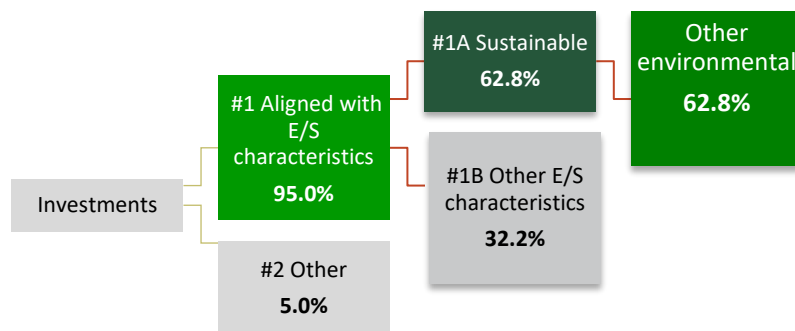 Investments
#1 Aligned with
E/S
characteristics
95.0%
#2 Other
5.0%
#1A Sustainable
62.8%
#1B Other E/S
characteristics
32.2%
Other
environmental
62.8%